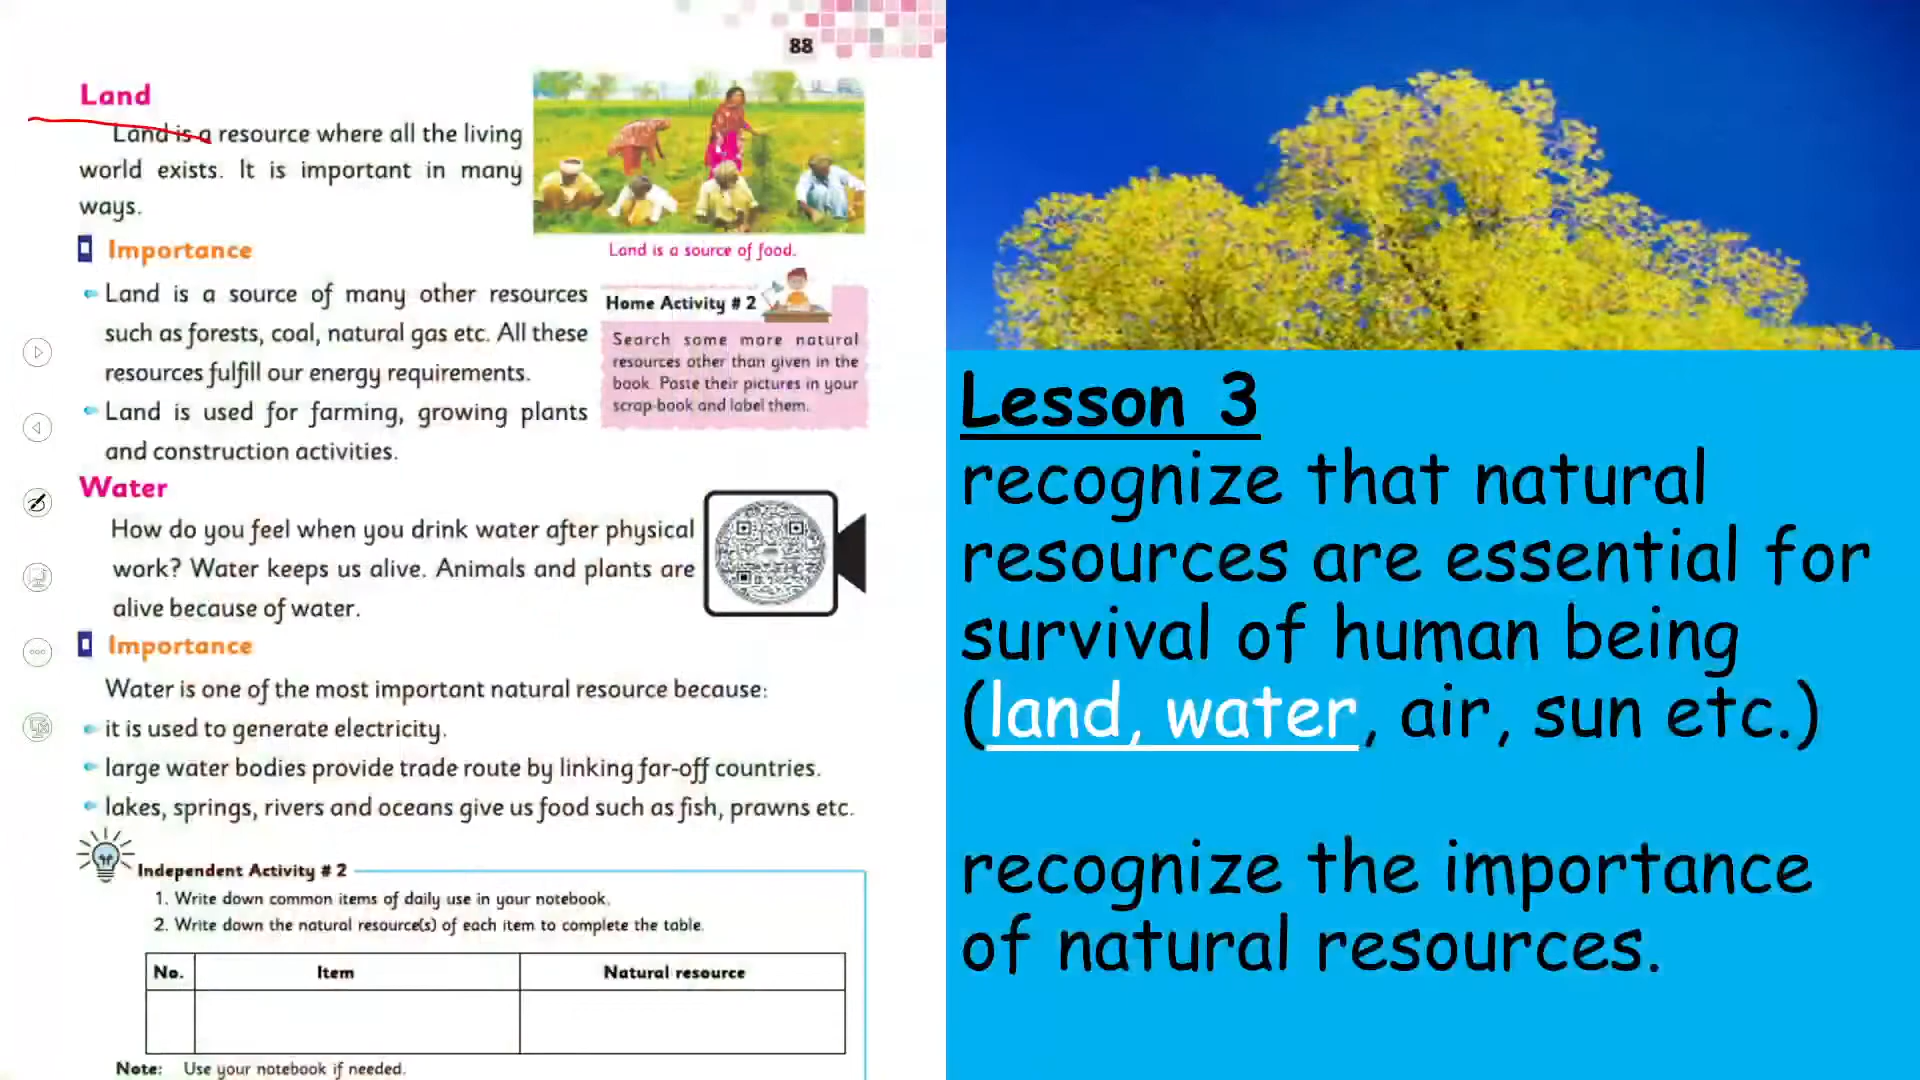 88
Land
Land is a resource where all the living
world exists. It is important in many
ways.
Land is a source of food.
Importance
Land is a source of many other resources
such as forests, coal, natural gas etc. All these
resources fulfill our energy requirements.
Land is used for farming, growing plants
and construction activities.
Home Activity # 2
Search some more natural
resources other than given in the
book. Paste their pictures in your
scrap-book and label them.
Water
How do you feel when you drink water after physical
work? Water keeps us alive. Animals and plants are
alive because of water.
Importance
Water is one of the most important natural resource because:
it is used to generate electricity.
large water bodies provide trade route by linking far-off countries.
lakes, springs, rivers and oceans give us food such as fish, prawns etc.
Independent Activity # 2
1. Write down common items of daily use in your notebook.
2. Write down the natural resource(s) of each item to complete the table.
No. Item Natural resource
Note: Use your notebook if needed.
Lesson 3
recognize that natural
resources are essential for
survival of human being
(land, water, air, sun etc.)
recognize the importance
of natural resources.